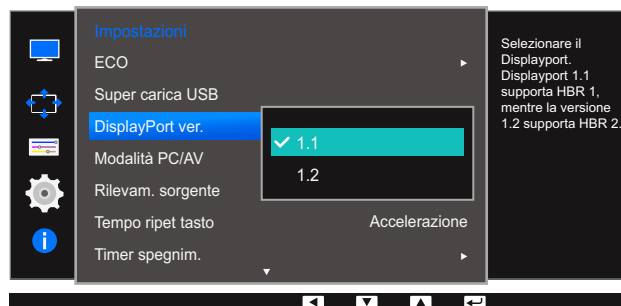 Impostazioni
ECO
Super carica USB
DisplayPort ver.
1.1
1.2
Modalità PC/AV
Rilevam. sorgente
Tempo ripet tasto Accelerazione
Timer spegnim.
Selezionare il
Displayport.
Displayport 1.1
supporta HBR 1,
mentre la versione
1.2 supporta HBR 2.